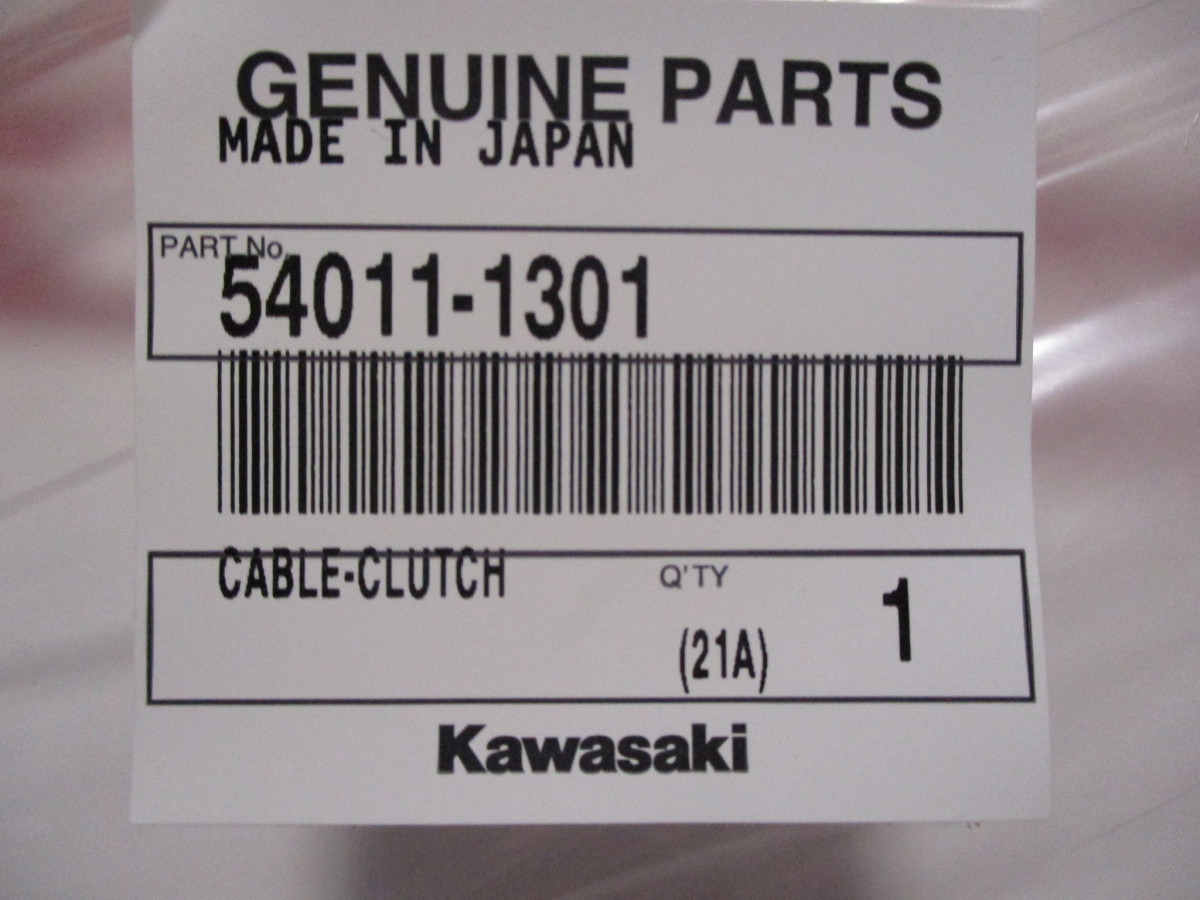 GENUINE PARTS
MADE IN JAPAN
PART No.
54011-1301
CABLE-CLUTCH
Q'TY
1
(21A)
Kawasaki